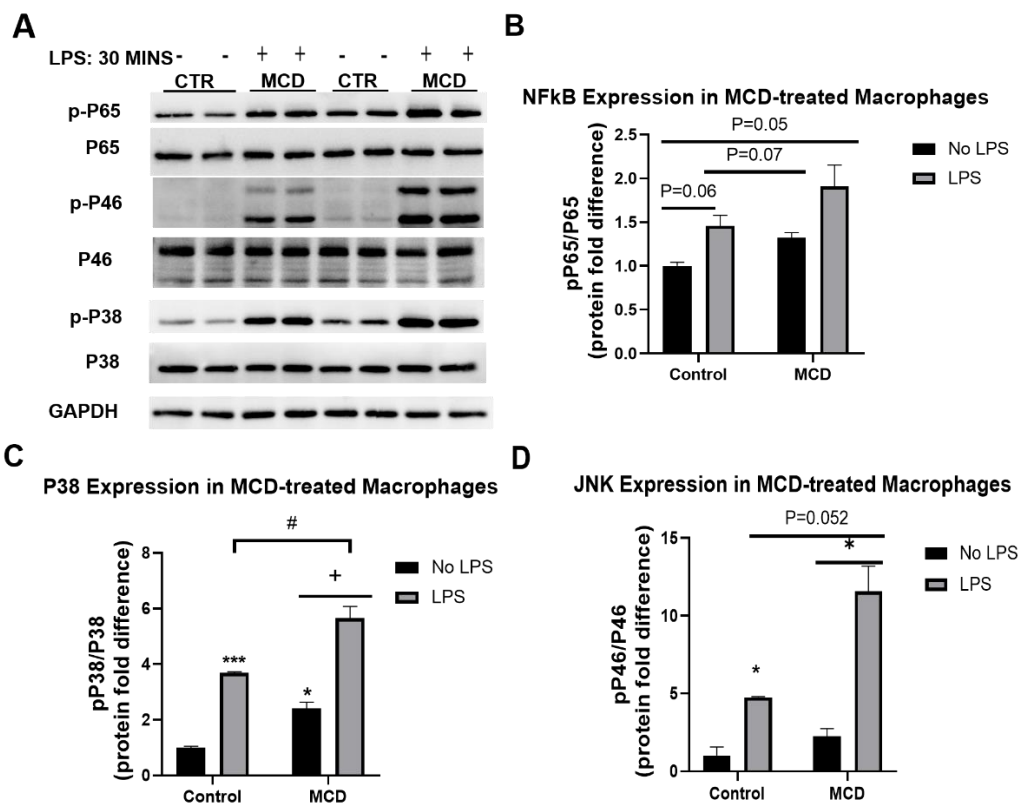 A
LPS: 30 MINS - - + + - - + +
CTR MCD CTR MCD
p-P65
P65
p-P46
P46
p-P38
P38
GAPDH
B
NFkB Expression in MCD-treated Macrophages
P=0.05
P=0.07
P=0.06
No LPS
LPS
pP65/P65
(protein fold difference)
2.5
2.0
1.5
1.0
0.5
0.0
Control MCD
C
P38 Expression in MCD-treated Macrophages
#
+
***
*
No LPS
LPS
pP38/P38
(protein fold difference)
8
6
4
2
0
Control MCD
D
JNK Expression in MCD-treated Macrophages
P=0.052
*
*
No LPS
LPS
pP46/P46
(protein fold difference)
15
10
5
0
Control MCD